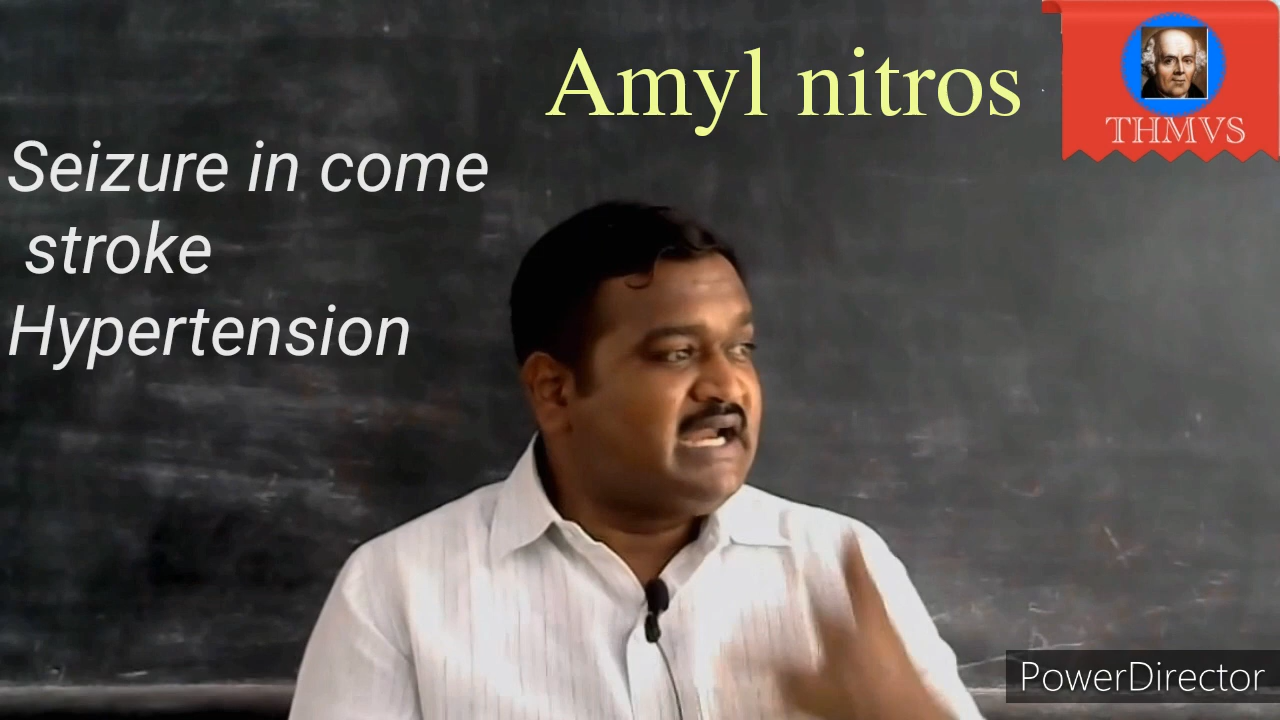 Amyl nitros
THMVS
Seizure in come
stroke
Hypertension
PowerDirector